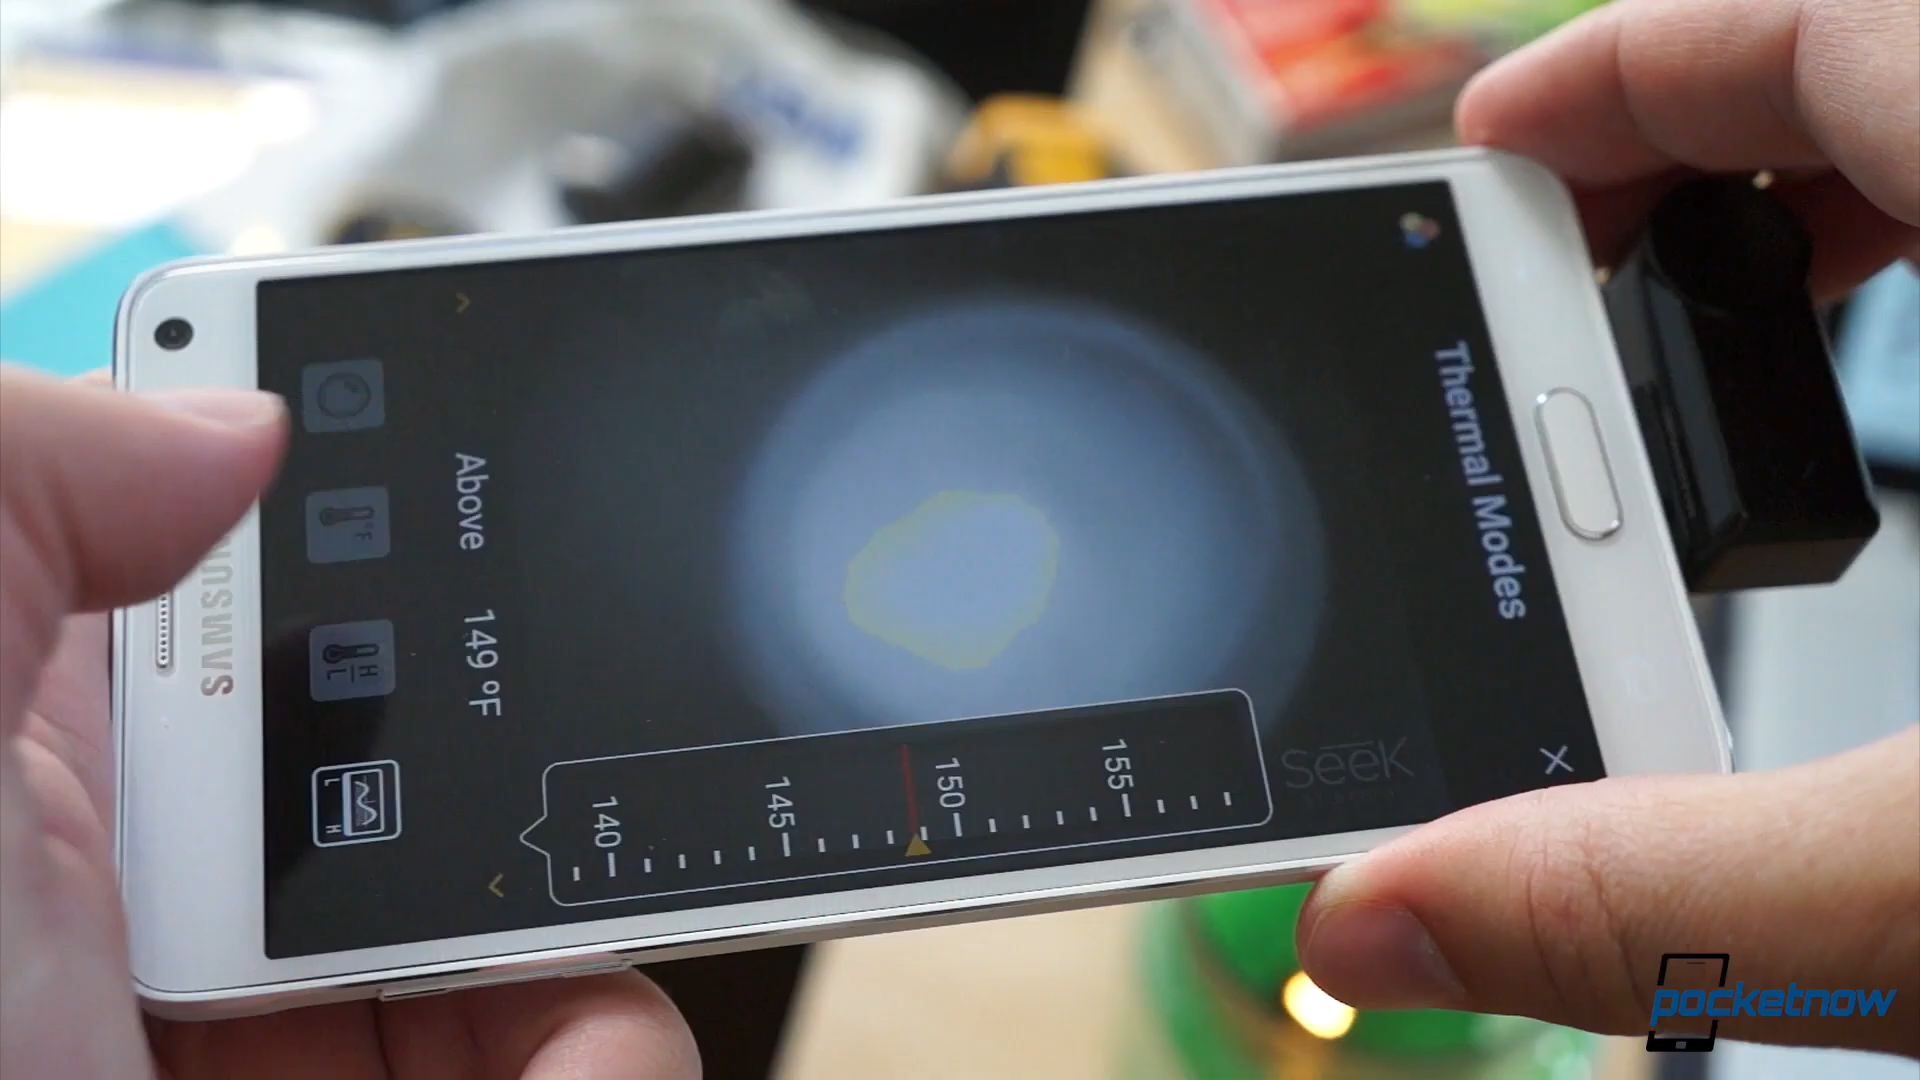 Thermal Modes
SAMSUNG
Above 149 °F
140 145 150 155
°F
H
L
L H
seek
pocketnow